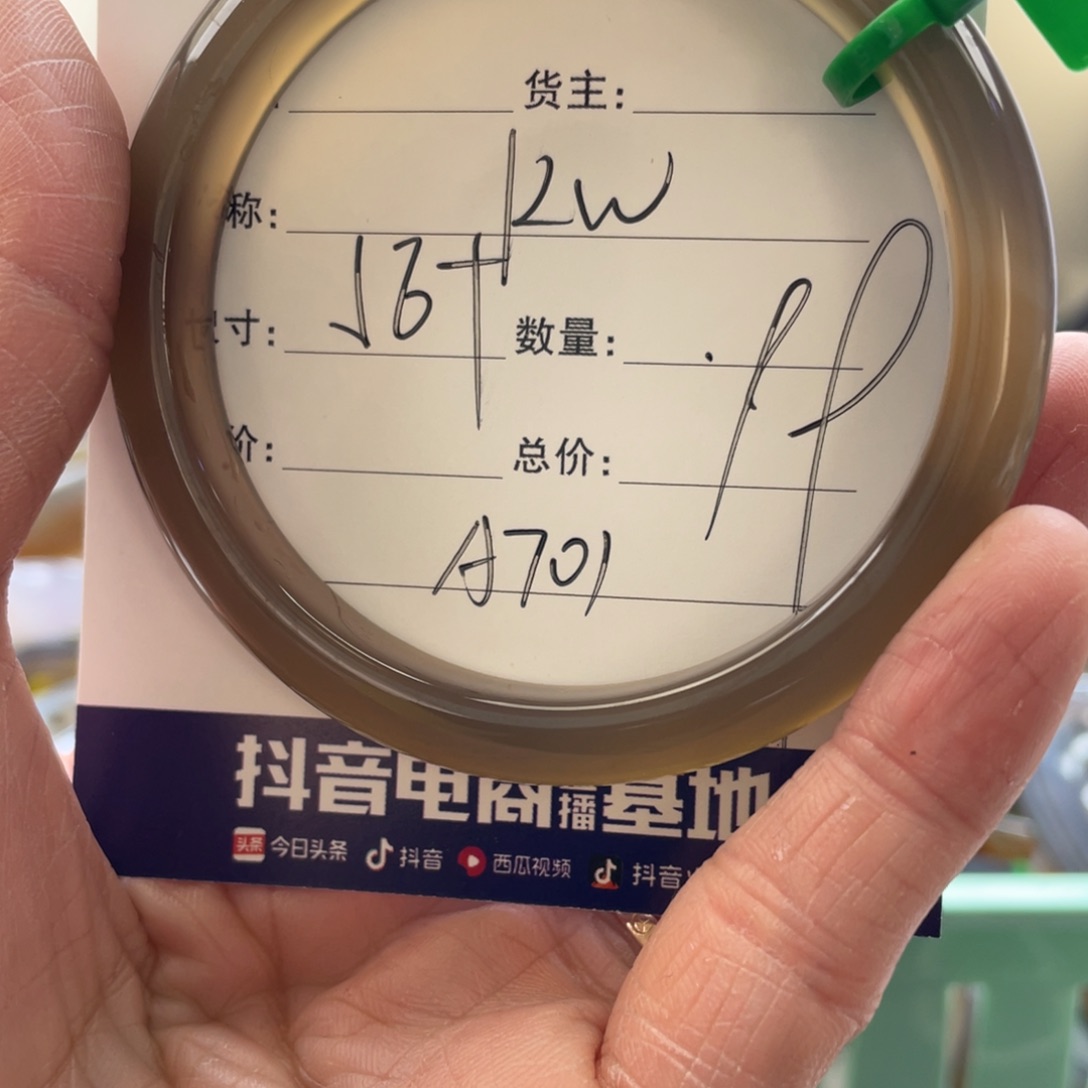 货主:
称: 12W
寸: 56+ 数量:
价: 总价:
A701
抖音电商直播基地
今日头条 抖音 西瓜视频 抖音